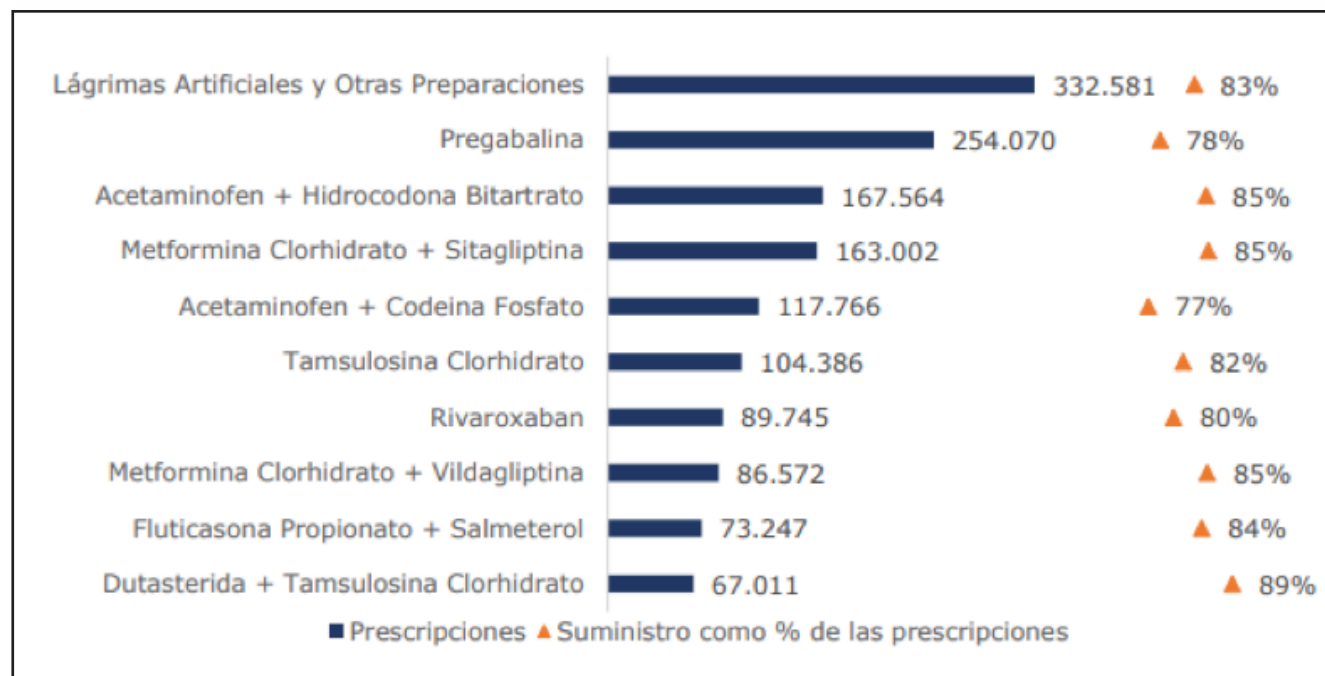 Lágrimas Artificiales y Otras Preparaciones 332.581 83%
Pregabalina 254.070 78%
Acetaminofen + Hidrocodona Bitartrato 167.564 85%
Metformina Clorhidrato + Sitagliptina 163.002 85%
Acetaminofen + Codeina Fosfato 117.766 77%
Tamsulosina Clorhidrato 104.386 82%
Rivaroxaban 89.745 80%
Metformina Clorhidrato + Vildagliptina 86.572 85%
Fluticasona Propionato + Salmeterol 73.247 84%
Dutasterida + Tamsulosina Clorhidrato 67.011 89%
Prescripciones Suministro como % de las prescripciones